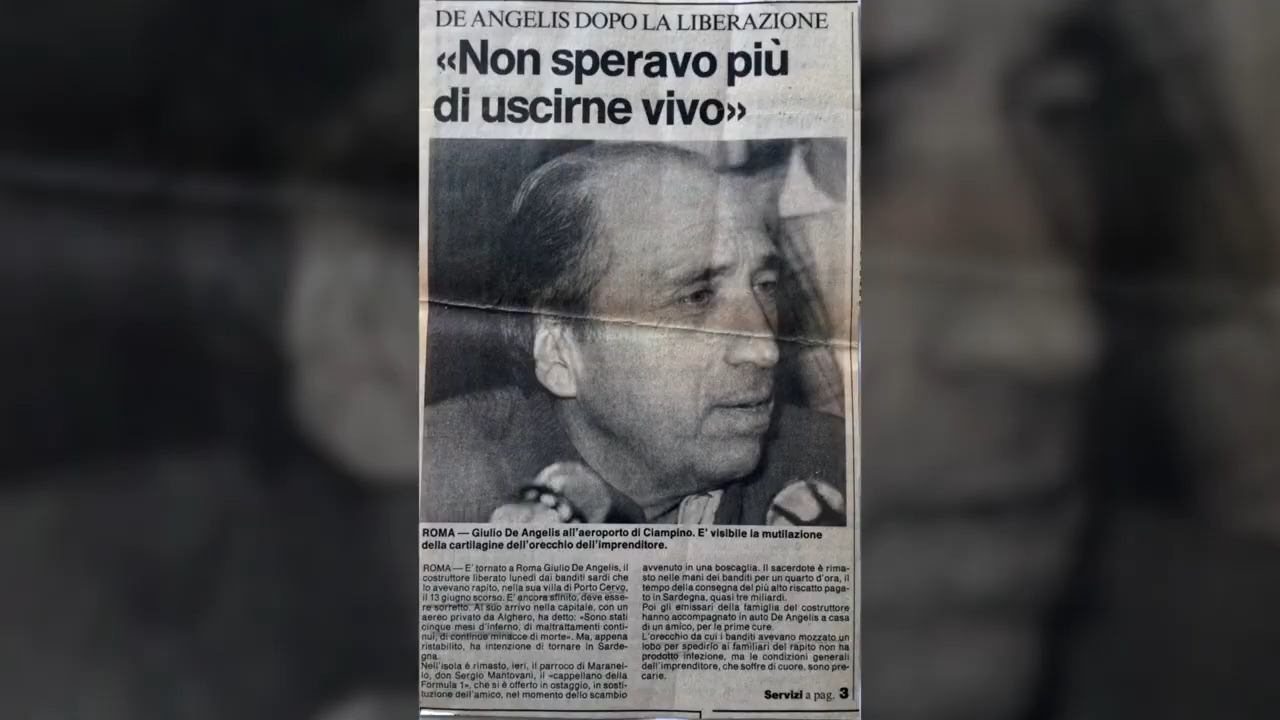 DE ANGELIS DOPO LA LIBERAZIONE
«Non speravo più
di uscirne vivo»
ROMA — Giulio De Angelis all'aeroporto di Ciampino. E' visibile la mutilazione
della cartilagine dell'orecchio dell'imprenditore.
ROMA — E' tornato a Roma Giulio De Angelis, il
costruttore liberato lunedì dai banditi sardi che
lo avevano rapito, nella sua villa di Porto Cervo,
il 13 giugno scorso. E' ancora sfinito, deve esse-
re sorretto. Al suo arrivo nella capitale, con un
aereo privato da Alghero, ha detto: «Sono stati
cinque mesi d'inferno, di maltrattamenti conti-
nui, di continue minacce di morte». Ma, appena
ristabilito, ha intenzione di tornare in Sarde-
gna.
Nell'isola è rimasto, ieri, il parroco di Maranel-
lo, don Sergio Mantovani, il «cappellano della
Formula 1», che si è offerto in ostaggio, in sosti-
tuzione dell'amico, nel momento dello scambio
avvenuto in una boscaglia. Il sacerdote è rima-
sto nelle mani dei banditi per un quarto d'ora, il
tempo della consegna del più alto riscatto paga-
to in Sardegna, quasi tre miliardi.
Poi gli emissari della famiglia del costruttore
hanno accompagnato in auto De Angelis a casa
di un amico, per le prime cure.
L'orecchio da cui i banditi avevano mozzato un
lobo per spedirlo ai familiari del rapito non ha
prodotto infezione, ma le condizioni generali
dell'imprenditore, che soffre di cuore, sono pre-
carie.
Servizi a pag. 3